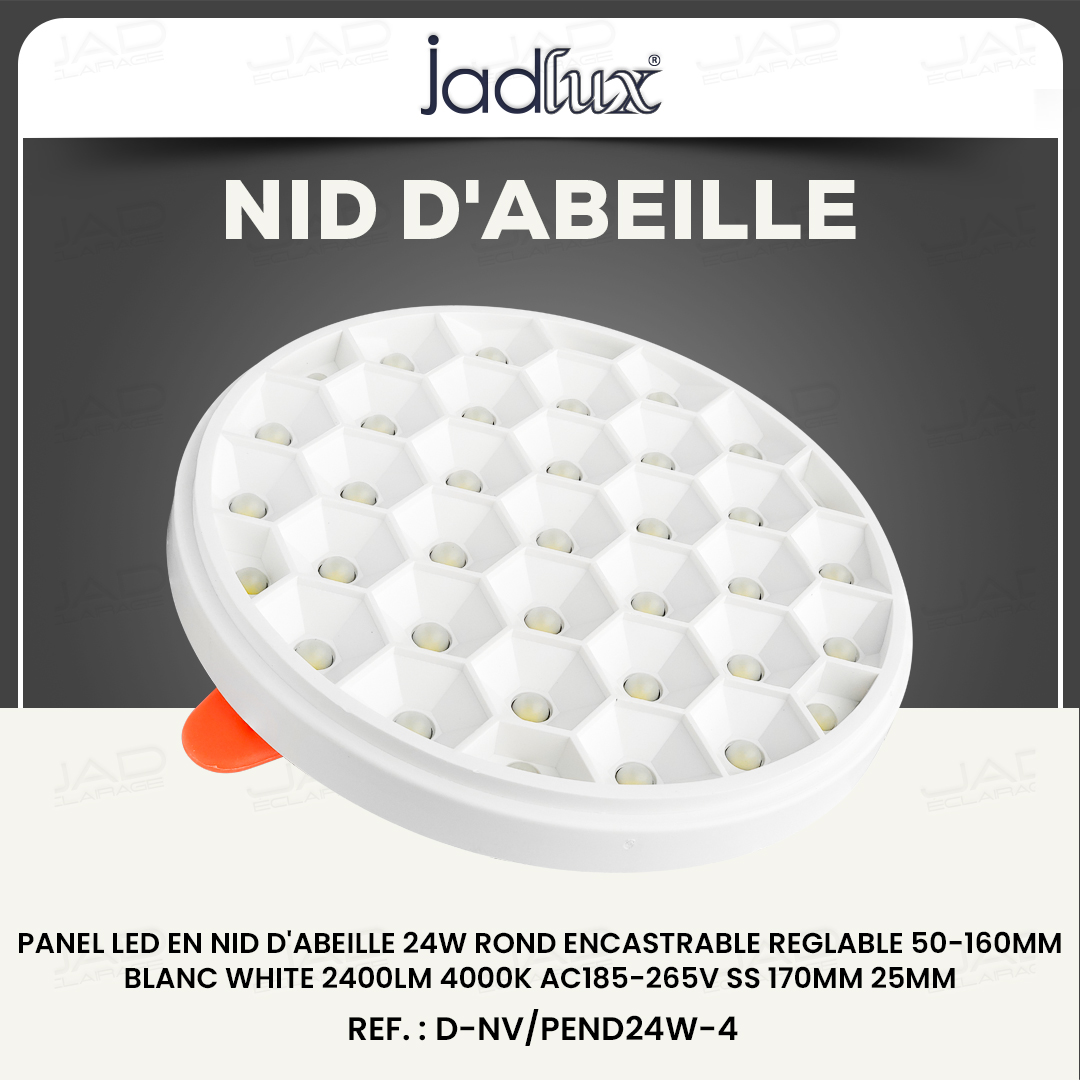 jadlux®
NID D'ABEILLE
PANEL LED EN NID D'ABEILLE 24W ROND ENCASTRABLE REGLABLE 50-160MM
BLANC WHITE 2400LM 4000K AC185-265V SS 170MM 25MM
REF. : D-NV/PEND24W-4